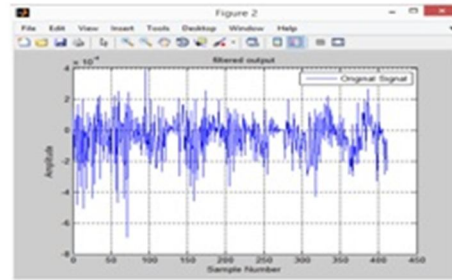 Figure 2
File Edit View Insert Tools Desktop Window Help
filtered output
Original Signal
4
2
0
-2
-4
-6
-8
Amplitude
0 50 100 150 200 250 300 350 400 450
Sample Number